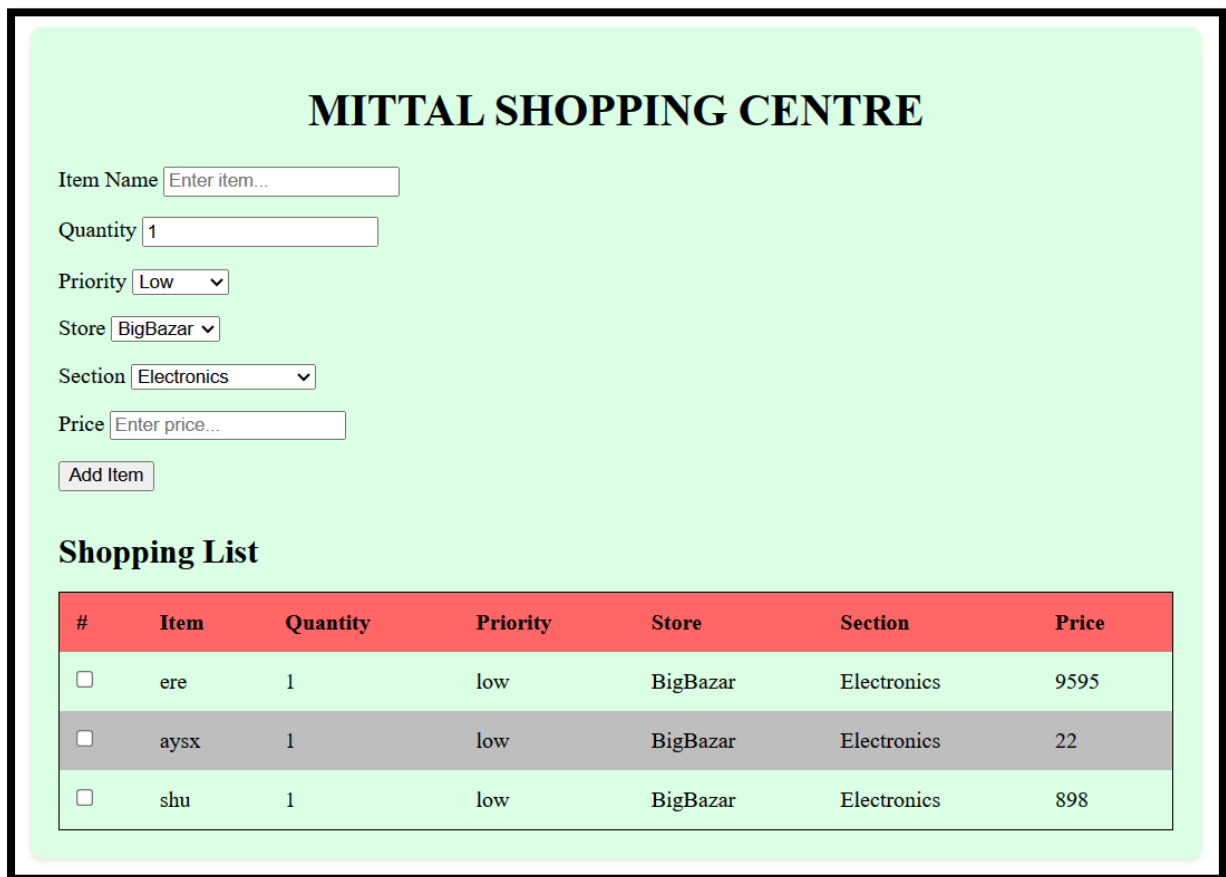 MITTAL SHOPPING CENTRE
Item Name Enter item...
Quantity 1
Priority Low
Store BigBazar
Section Electronics
Price Enter price...
Add Item
Shopping List
# Item Quantity Priority Store Section Price
ere 1 low BigBazar Electronics 9595
aysx 1 low BigBazar Electronics 22
shu 1 low BigBazar Electronics 898